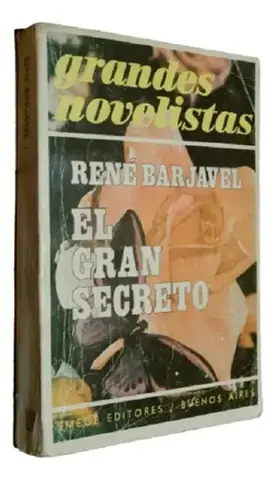 grandes
novelistas
RENÉ BARJAVEL
EL
GRAN
SECRETO
EMECÉ EDITORES / BUENOS AIRES